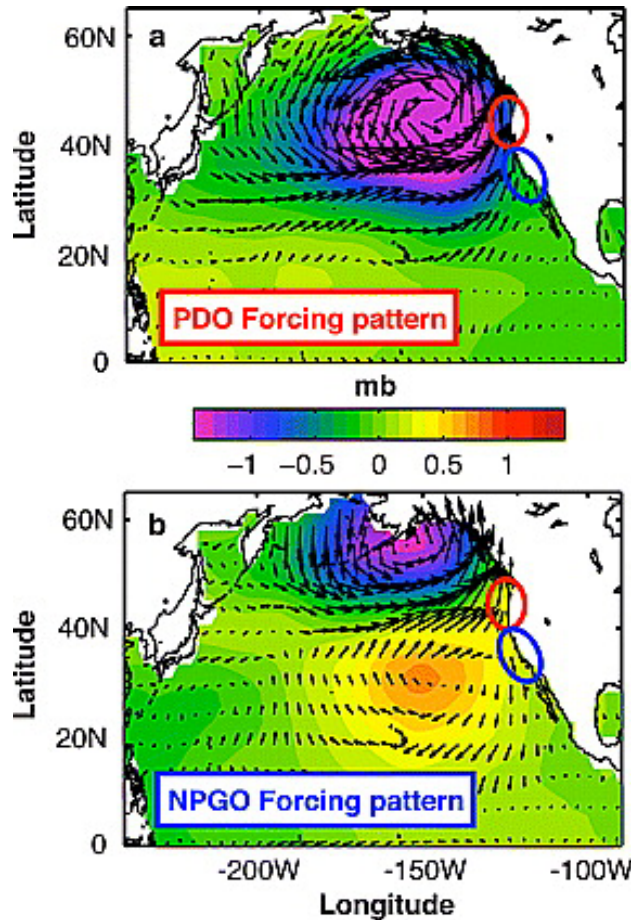 a
60N
40N
20N
0
Latitude
PDO Forcing pattern
mb
−1 −0.5 0 0.5 1
b
60N
40N
20N
0
Latitude
NPGO Forcing pattern
-200W -150W -100W
Longitude